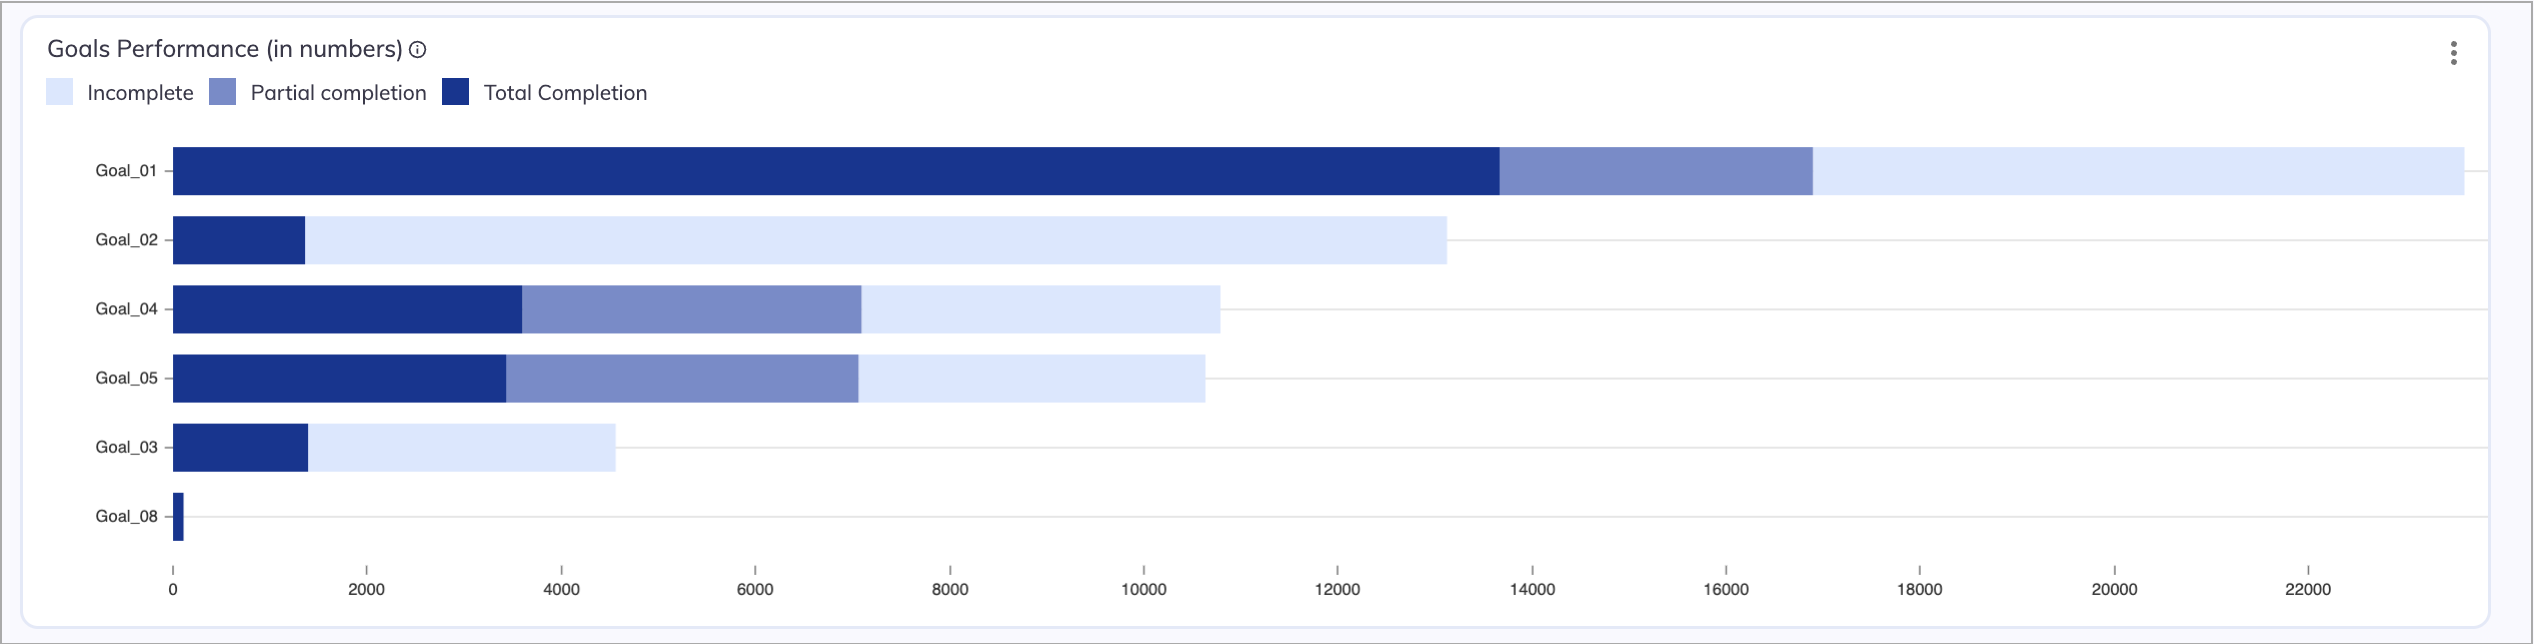 Goals Performance (in numbers)
Incomplete Partial completion Total Completion
Goal_01
Goal_02
Goal_04
Goal_05
Goal_03
Goal_08
0 2000 4000 6000 8000 10000 12000 14000 16000 18000 20000 22000